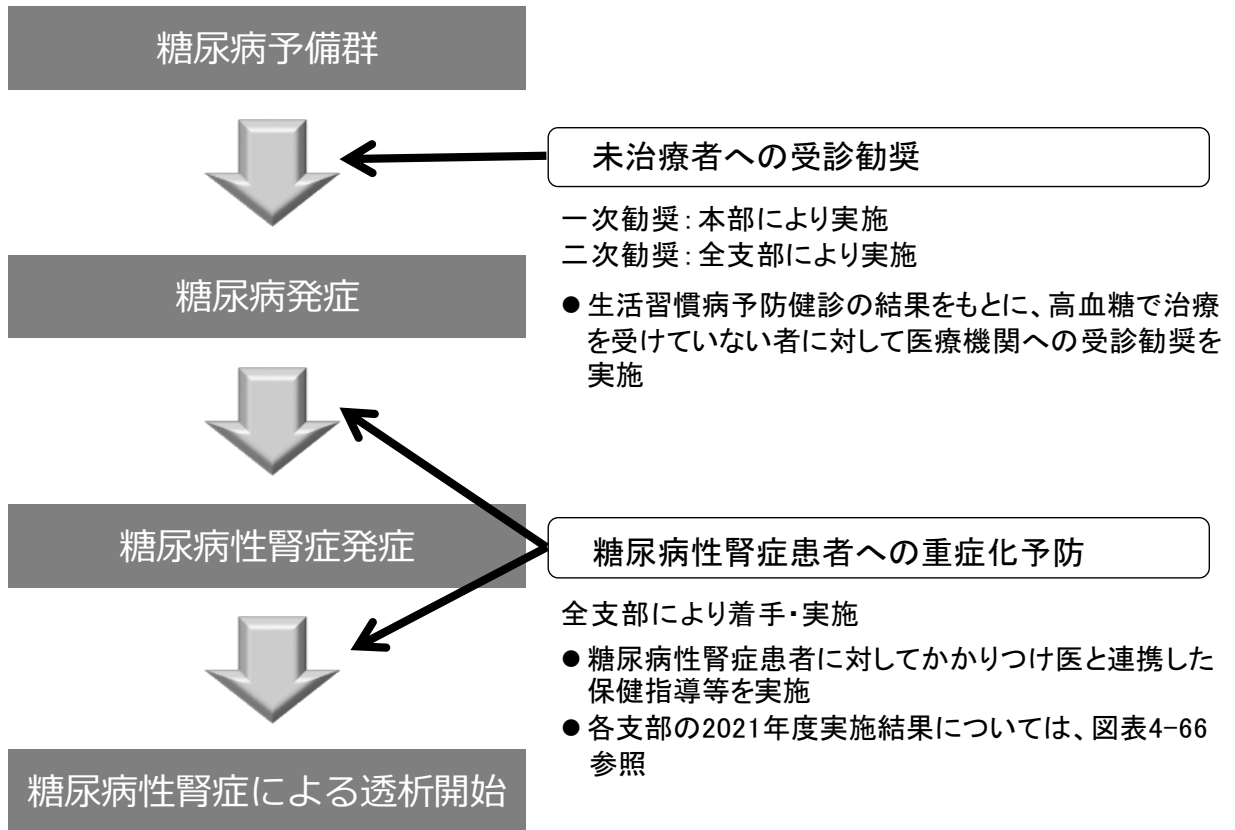 糖尿病予備群
未治療者への受診勧奨
一次勧奨：本部により実施
二次勧奨：全支部により実施
糖尿病発症
●生活習慣病予防健診の結果をもとに、高血糖で治療
を受けていない者に対して医療機関への受診勧奨を
実施
糖尿病性腎症発症
糖尿病性腎症患者への重症化予防
全支部により着手・実施
●糖尿病性腎症患者に対してかかりつけ医と連携した
保健指導等を実施
●各支部の2021年度実施結果については、図表4-66
参照
糖尿病性腎症による透析開始